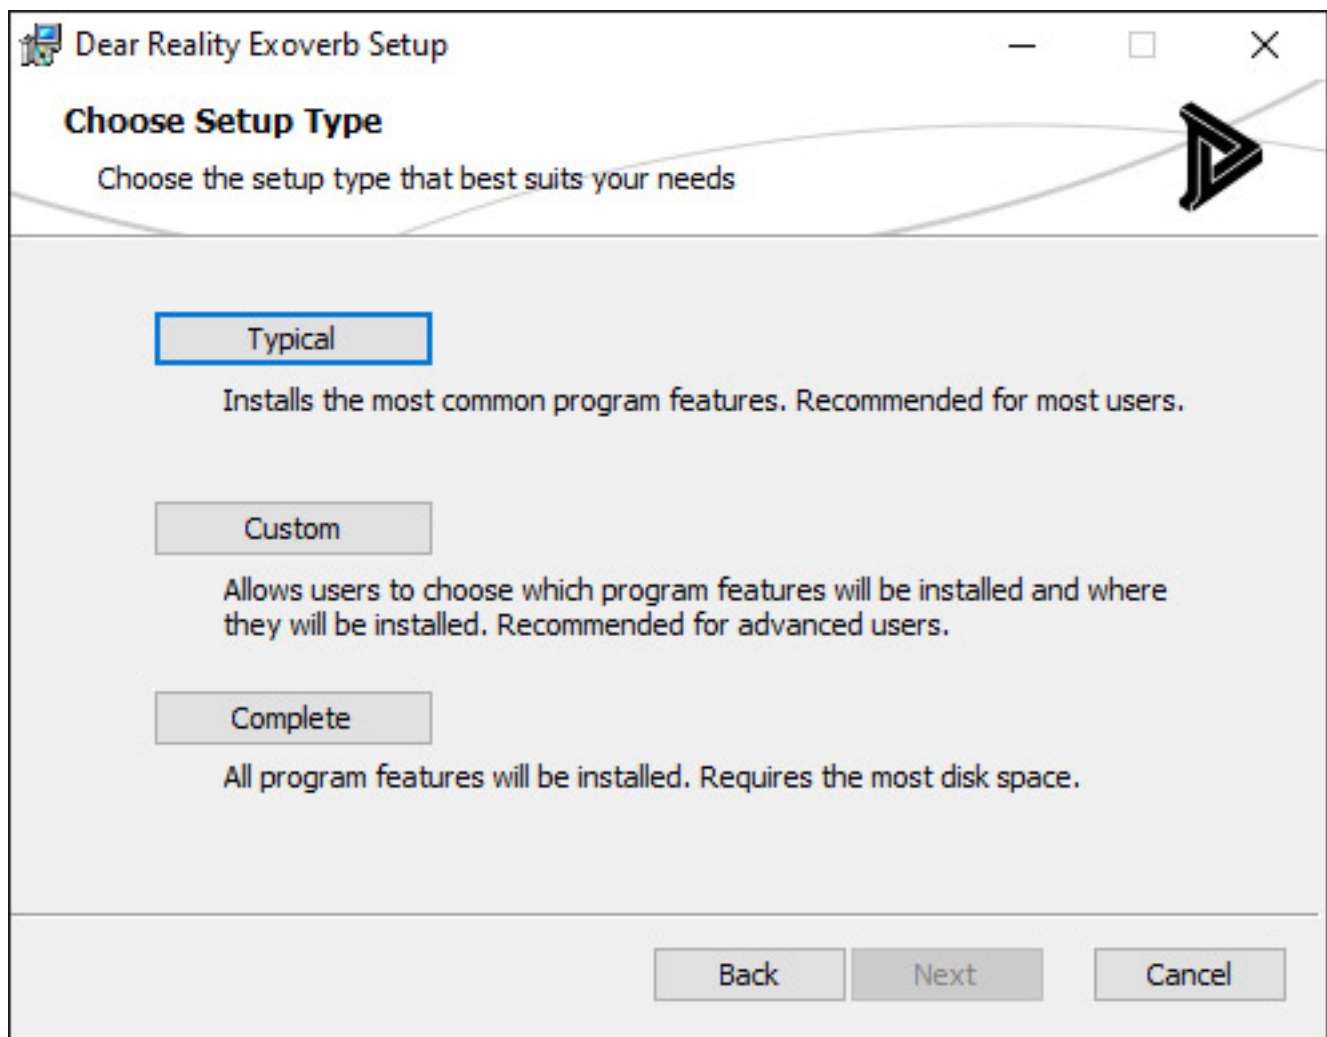 Dear Reality Exoverb Setup
Choose Setup Type
Choose the setup type that best suits your needs
Typical
Installs the most common program features. Recommended for most users.
Custom
Allows users to choose which program features will be installed and where
they will be installed. Recommended for advanced users.
Complete
All program features will be installed. Requires the most disk space.
Back Next Cancel